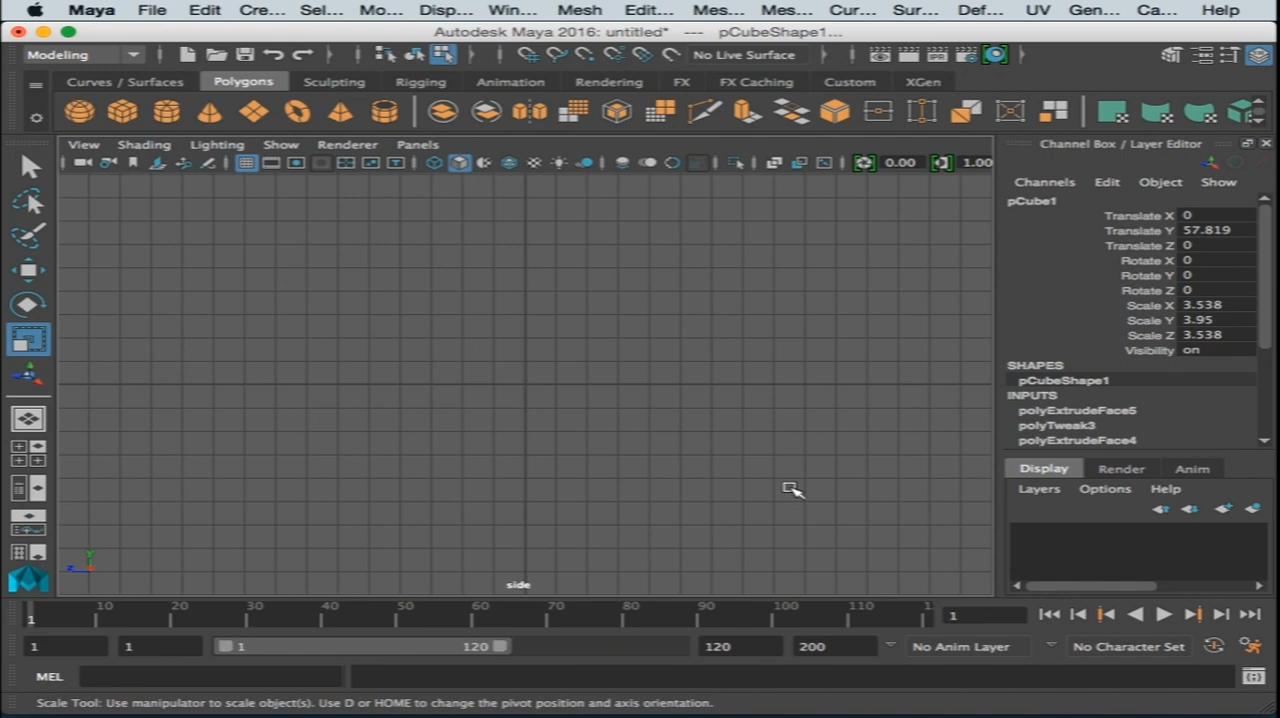 Maya File Edit Cre... Sel... Mo... Disp... Win... Mesh Edit... Mes... Mes... Cur... Sur... Def... UV Gen... Ca... Help
Autodesk Maya 2016: untitled* --- pCubeShape1...
Modeling No Live Surface
Curves / Surfaces Polygons Sculpting Rigging Animation Rendering FX FX Caching Custom XGen
View Shading Lighting Show Renderer Panels
0.00 1.00
Channel Box / Layer Editor
Channels Edit Object Show
pCube1
Translate X 0
Translate Y 57.819
Translate Z 0
Rotate X 0
Rotate Y 0
Rotate Z 0
Scale X 3.538
Scale Y 3.95
Scale Z 3.538
Visibility on
SHAPES
pCubeShape1
INPUTS
polyExtrudeFace5
polyTweak3
polyExtrudeFace4
Display Render Anim
Layers Options Help
Y
Z
side
1 10 20 30 40 50 60 70 80 90 100 110 1
1
1 1 1 120 120 200 No Anim Layer No Character Set
MEL
Scale Tool: Use manipulator to scale object(s). Use D or HOME to change the pivot position and axis orientation.